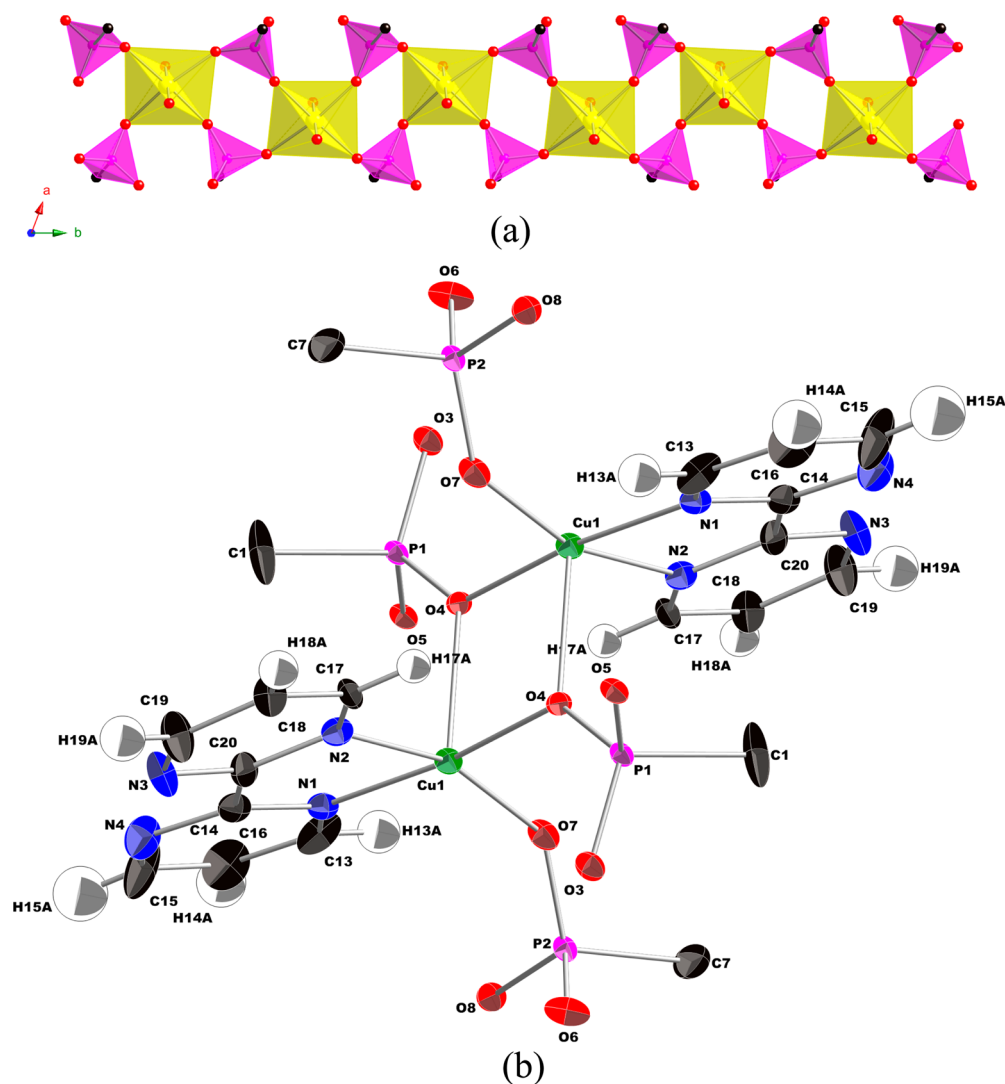 a
b
(a)
O6
O8
C7
P2
O3
H14A
C15
H15A
C13
H13A
O7
C16
C14
N4
Cu1
N1
N3
C1
P1
N2
C20
H19A
O4
C18
C19
O5
C17
H18A
H17A
H17A
H18A
C17
O5
C19
C18
O4
H19A
C20
N2
P1
C1
N3
N1
Cu1
N4
C14
C16
H13A
O7
C13
O3
C15
H15A
H14A
P2
C7
O8
O6
(b)